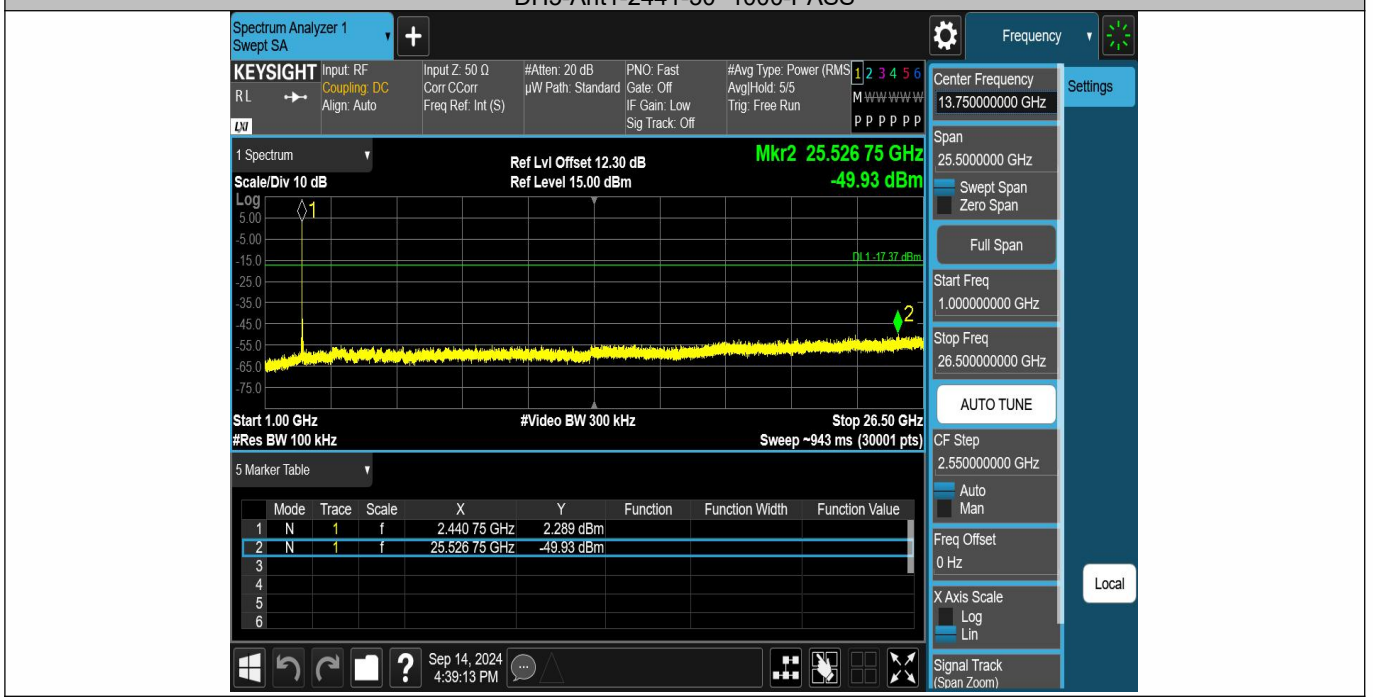 Spectrum Analyzer 1
Swept SA
+
Frequency
KEYSIGHT
RL
LXI
Input: RF
Coupling: DC
Align: Auto
Input Z: 50 Ω
Corr CCorr
Freq Ref: Int (S)
#Atten: 20 dB
µW Path: Standard
PNO: Fast
Gate: Off
IF Gain: Low
Sig Track: Off
#Avg Type: Power (RMS
Avg|Hold: 5/5
Trig: Free Run
1 2 3 4 5 6
M W W W W W
P P P P P P
1 Spectrum
Scale/Div 10 dB
Ref Lvl Offset 12.30 dB
Ref Level 15.00 dBm
Mkr2 25.526 75 GHz
-49.93 dBm
Log
5.00
-5.00
-15.0
-25.0
-35.0
-45.0
-55.0
-65.0
-75.0
1
DL1 -17.37 dBm
2
Start 1.00 GHz
#Video BW 300 kHz
Stop 26.50 GHz
#Res BW 100 kHz
Sweep ~943 ms (30001 pts)
5 Marker Table
Mode Trace Scale X Y Function Function Width Function Value
1 N 1 f 2.440 75 GHz 2.289 dBm
2 N 1 f 25.526 75 GHz -49.93 dBm
3
4
5
6
Sep 14, 2024
4:39:13 PM
?
Center Frequency
13.750000000 GHz
Settings
Span
25.5000000 GHz
Swept Span
Zero Span
Full Span
Start Freq
1.000000000 GHz
Stop Freq
26.500000000 GHz
AUTO TUNE
CF Step
2.550000000 GHz
Auto
Man
Freq Offset
0 Hz
Local
X Axis Scale
Log
Lin
Signal Track
(Span Zoom)